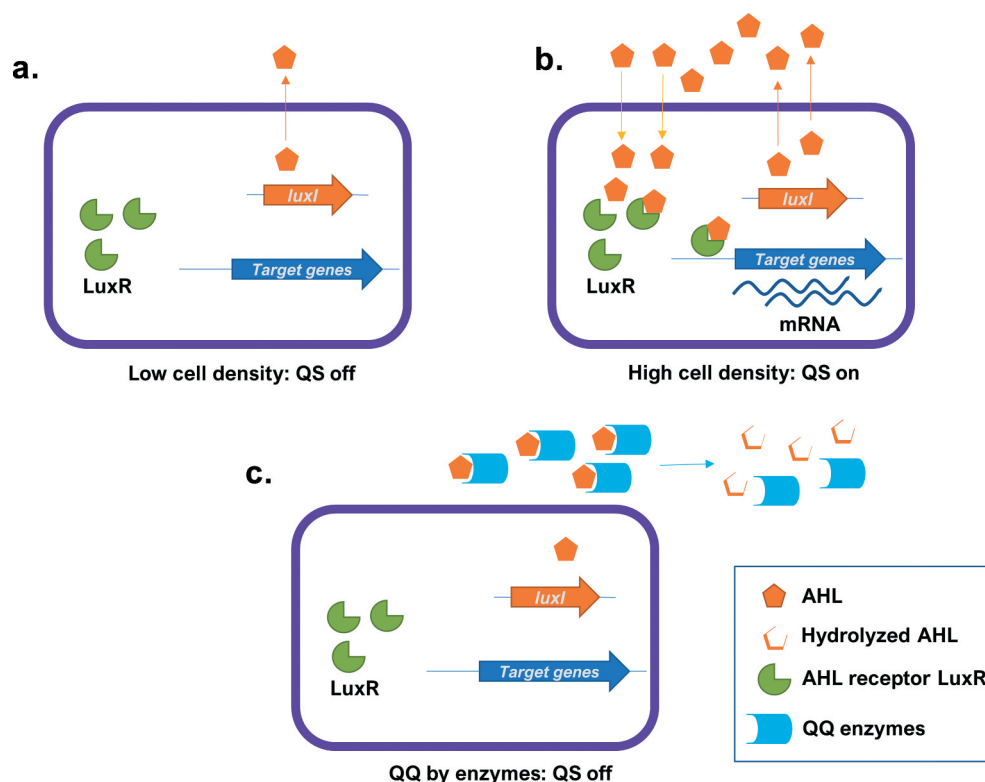 a.
luxI
Target genes
LuxR
Low cell density: QS off
b.
luxI
Target genes
LuxR
mRNA
High cell density: QS on
c.
luxI
Target genes
LuxR
QQ by enzymes: QS off
AHL
Hydrolyzed AHL
AHL receptor LuxR
QQ enzymes